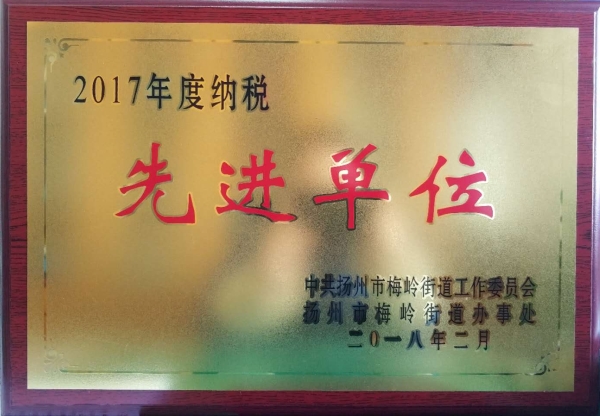 2017年度纳税
先进单位
中共扬州市梅岭街道工作委员会
扬州市梅岭街道办事处
二〇一八年二月